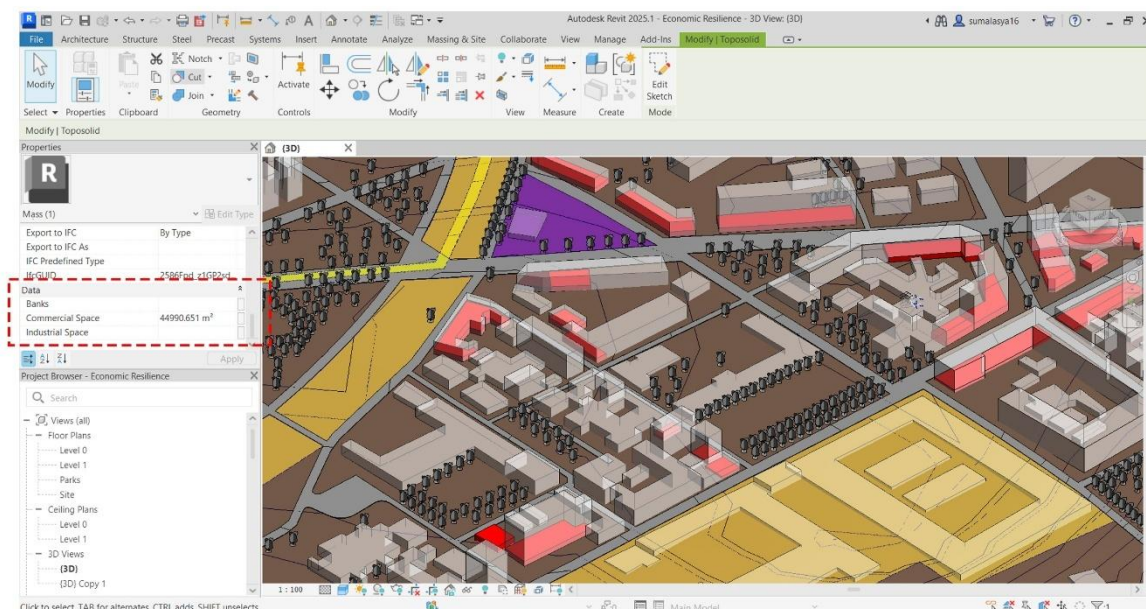 Autodesk Revit 2025.1 - Economic Resilience - 3D View: {3D}
sumalasya16
File Architecture Structure Steel Precast Systems Insert Annotate Analyze Massing & Site Collaborate View Manage Add-Ins Modify | Toposolid
Modify
Paste
Notch
Cut
Join
Activate
Edit
Sketch
Select Properties Clipboard Geometry Controls Modify View Measure Create Mode
Modify | Toposolid
Properties
{3D}
R
Mass (1)
Edit Type
Export to IFC By Type
Export to IFC As
IFC Predefined Type
IfcGUID
Data
Banks
Commercial Space 44990.651 m²
Industrial Space
Apply
Project Browser - Economic Resilience
Search
Views (all)
Floor Plans
Level 0
Level 1
Parks
Site
Ceiling Plans
Level 0
Level 1
3D Views
{3D}
{3D} Copy 1
1 : 100
Click to select, TAB for alternates, CTRL adds, SHIFT unselects.
Main Model